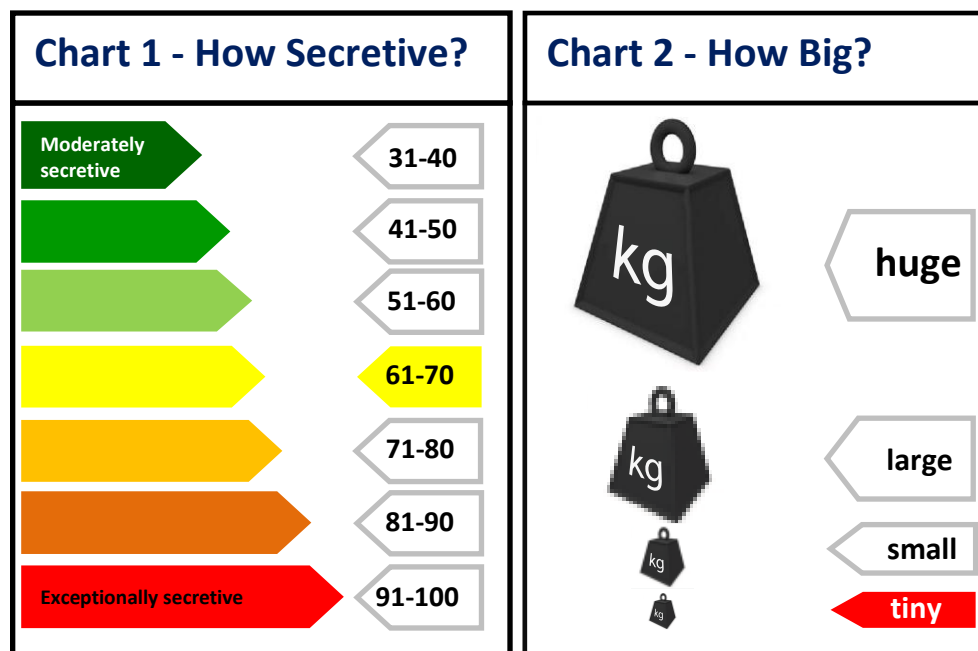 Chart 1 - How Secretive?
Moderately
secretive
31-40
41-50
51-60
61-70
71-80
81-90
Exceptionally secretive
91-100
Chart 2 - How Big?
kg
huge
kg
large
kg
small
kg
tiny